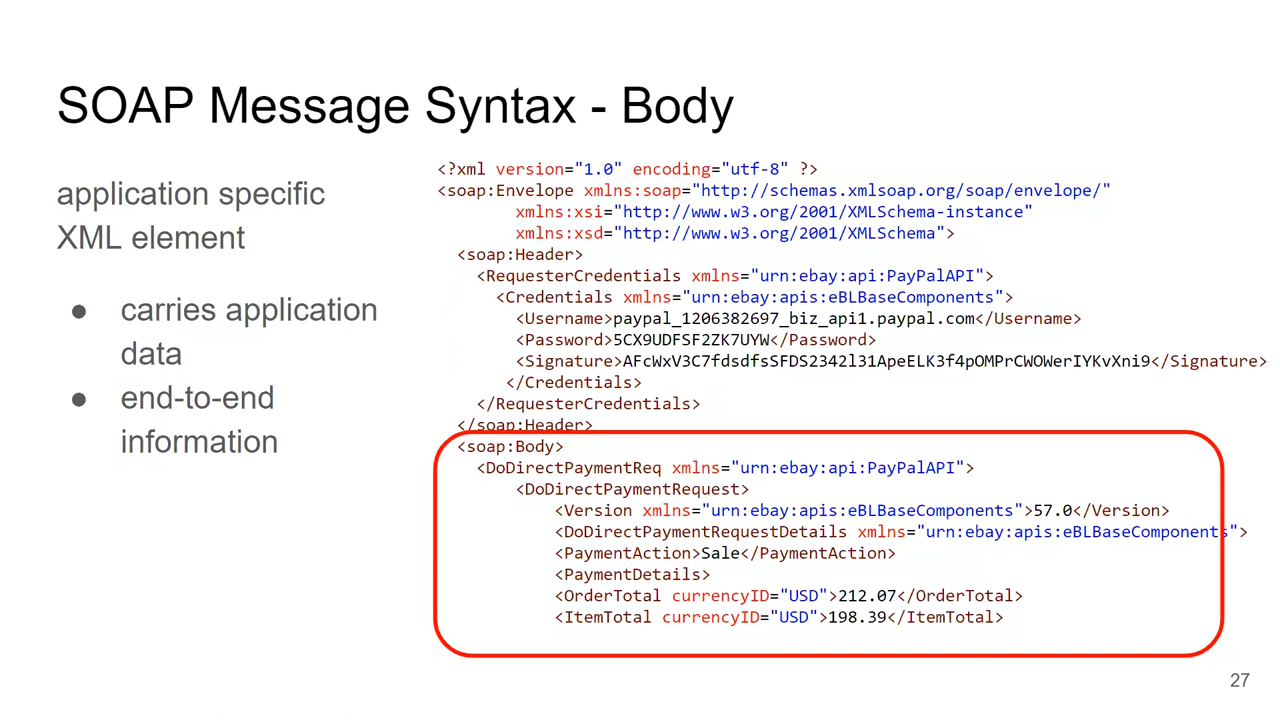 SOAP Message Syntax - Body
application specific
XML element
● carries application
data
● end-to-end
information
<?xml version="1.0" encoding="utf-8" ?>
<soap:Envelope xmlns:soap="http://schemas.xmlsoap.org/soap/envelope/"
xmlns:xsi="http://www.w3.org/2001/XMLSchema-instance"
xmlns:xsd="http://www.w3.org/2001/XMLSchema">
<soap:Header>
<RequesterCredentials xmlns="urn:ebay:api:PayPalAPI">
<Credentials xmlns="urn:ebay:apis:eBLBaseComponents">
<Username>paypal_1206382697_biz_api1.paypal.com</Username>
<Password>5CX9UDFSF2ZK7UYW</Password>
<Signature>AFcWxV3C7fdsdfsSFDS2342l31ApeELK3f4pOMPrCWOWerIYKvXni9</Signature>
</Credentials>
</RequesterCredentials>
</soap:Header>
<soap:Body>
<DoDirectPaymentReq xmlns="urn:ebay:api:PayPalAPI">
<DoDirectPaymentRequest>
<Version xmlns="urn:ebay:apis:eBLBaseComponents">57.0</Version>
<DoDirectPaymentRequestDetails xmlns="urn:ebay:apis:eBLBaseComponents">
<PaymentAction>Sale</PaymentAction>
<PaymentDetails>
<OrderTotal currencyID="USD">212.07</OrderTotal>
<ItemTotal currencyID="USD">198.39</ItemTotal>
27